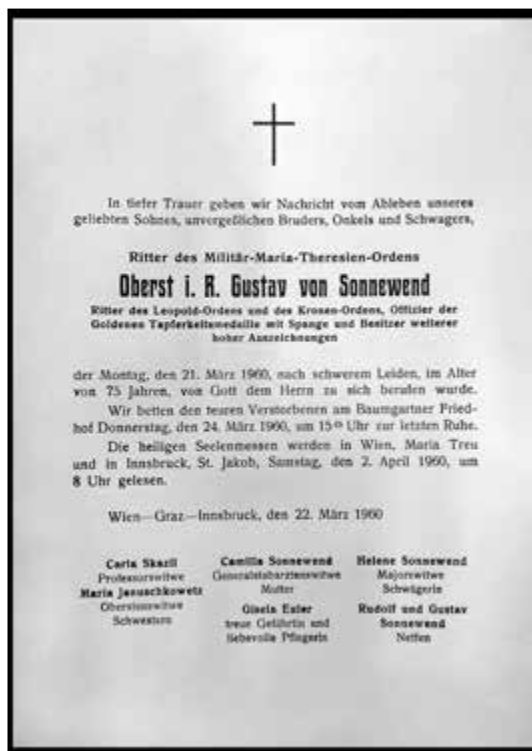 In tiefer Trauer geben wir Nachricht vom Ableben unseres
geliebten Sohnes, unvergeßlichen Bruders, Onkels und Schwagers,
Ritter des Militär-Maria-Theresien-Ordens
Oberst i. R. Gustav von Sonnewend
Ritter des Leopold-Ordens und des Kronen-Ordens, Offizier der
Goldenen Tapferkeitsmedaille mit Spange und Besitzer weiterer
hoher Auszeichnungen
der Montag, den 21. März 1960, nach schwerem Leiden, im Alter
von 75 Jahren, von Gott dem Herrn zu sich berufen wurde.
Wir betten den teuren Verstorbenen am Baumgartner Fried-
hof Donnerstag, den 24. März 1960, um 15 Uhr zur letzten Ruhe.
Die heiligen Seelenmessen werden in Wien, Maria Treu
und in Innsbruck, St. Jakob, Samstag, den 2. April 1960, um
8 Uhr gelesen.
Wien—Graz—Innsbruck, den 22. März 1960
Carla Skazil
Professorswitwe
Maria Januschkowetz
Oberstenswitwe
Schwestern
Camilla Sonnewend
Generalstabsarztenswitwe
Mutter
Gisela Exler
treue Gefährtin und
liebevolle Pflegerin
Helene Sonnewend
Majorswitwe
Schwägerin
Rudolf und Gustav
Sonnewend
Neffen